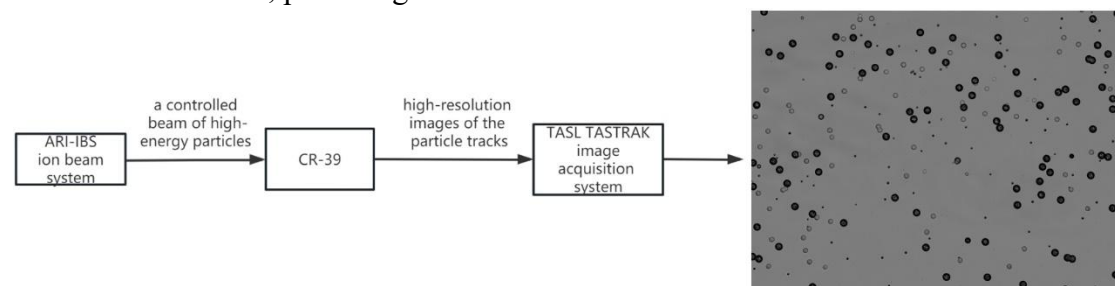 a controlled
beam of high-
energy particles
high-resolution
images of the
particle tracks
ARI-IBS
ion beam
system
CR-39
TASL TASTRAK
image
acquisition
system